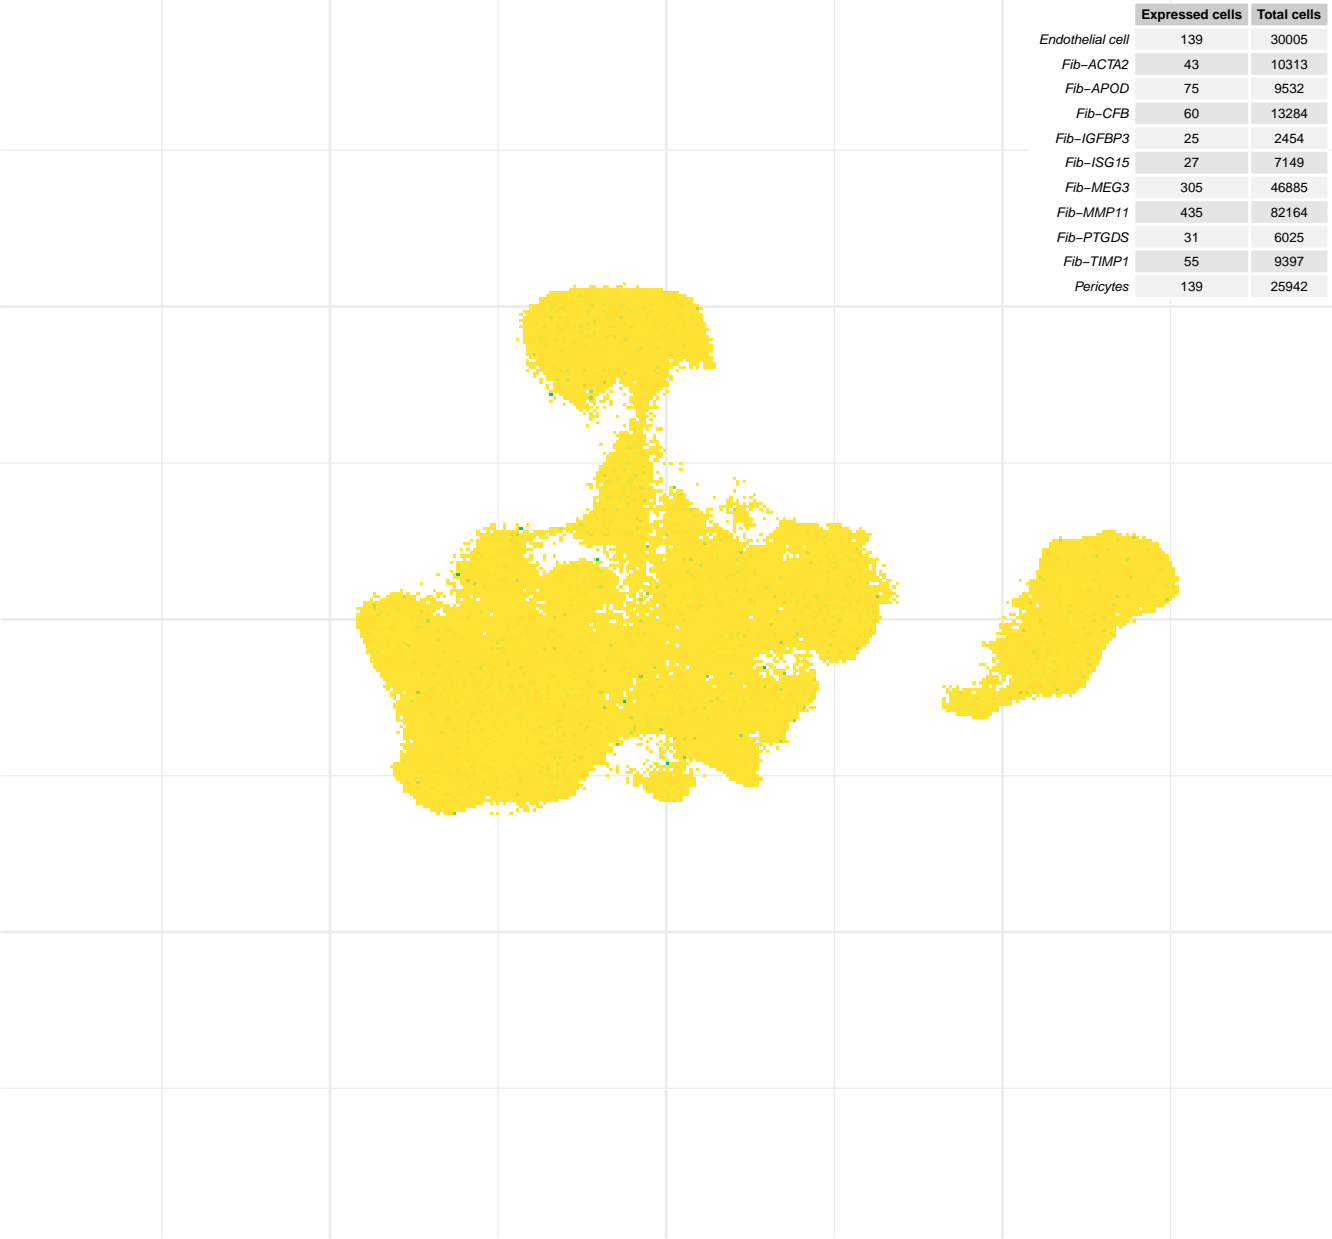 Expressed cells Total cells
Endothelial cell 139 30005
Fib−ACTA2 43 10313
Fib−APOD 75 9532
Fib−CFB 60 13284
Fib−IGFBP3 25 2454
Fib−ISG15 27 7149
Fib−MEG3 305 46885
Fib−MMP11 435 82164
Fib−PTGDS 31 6025
Fib−TIMP1 55 9397
Pericytes 139 25942